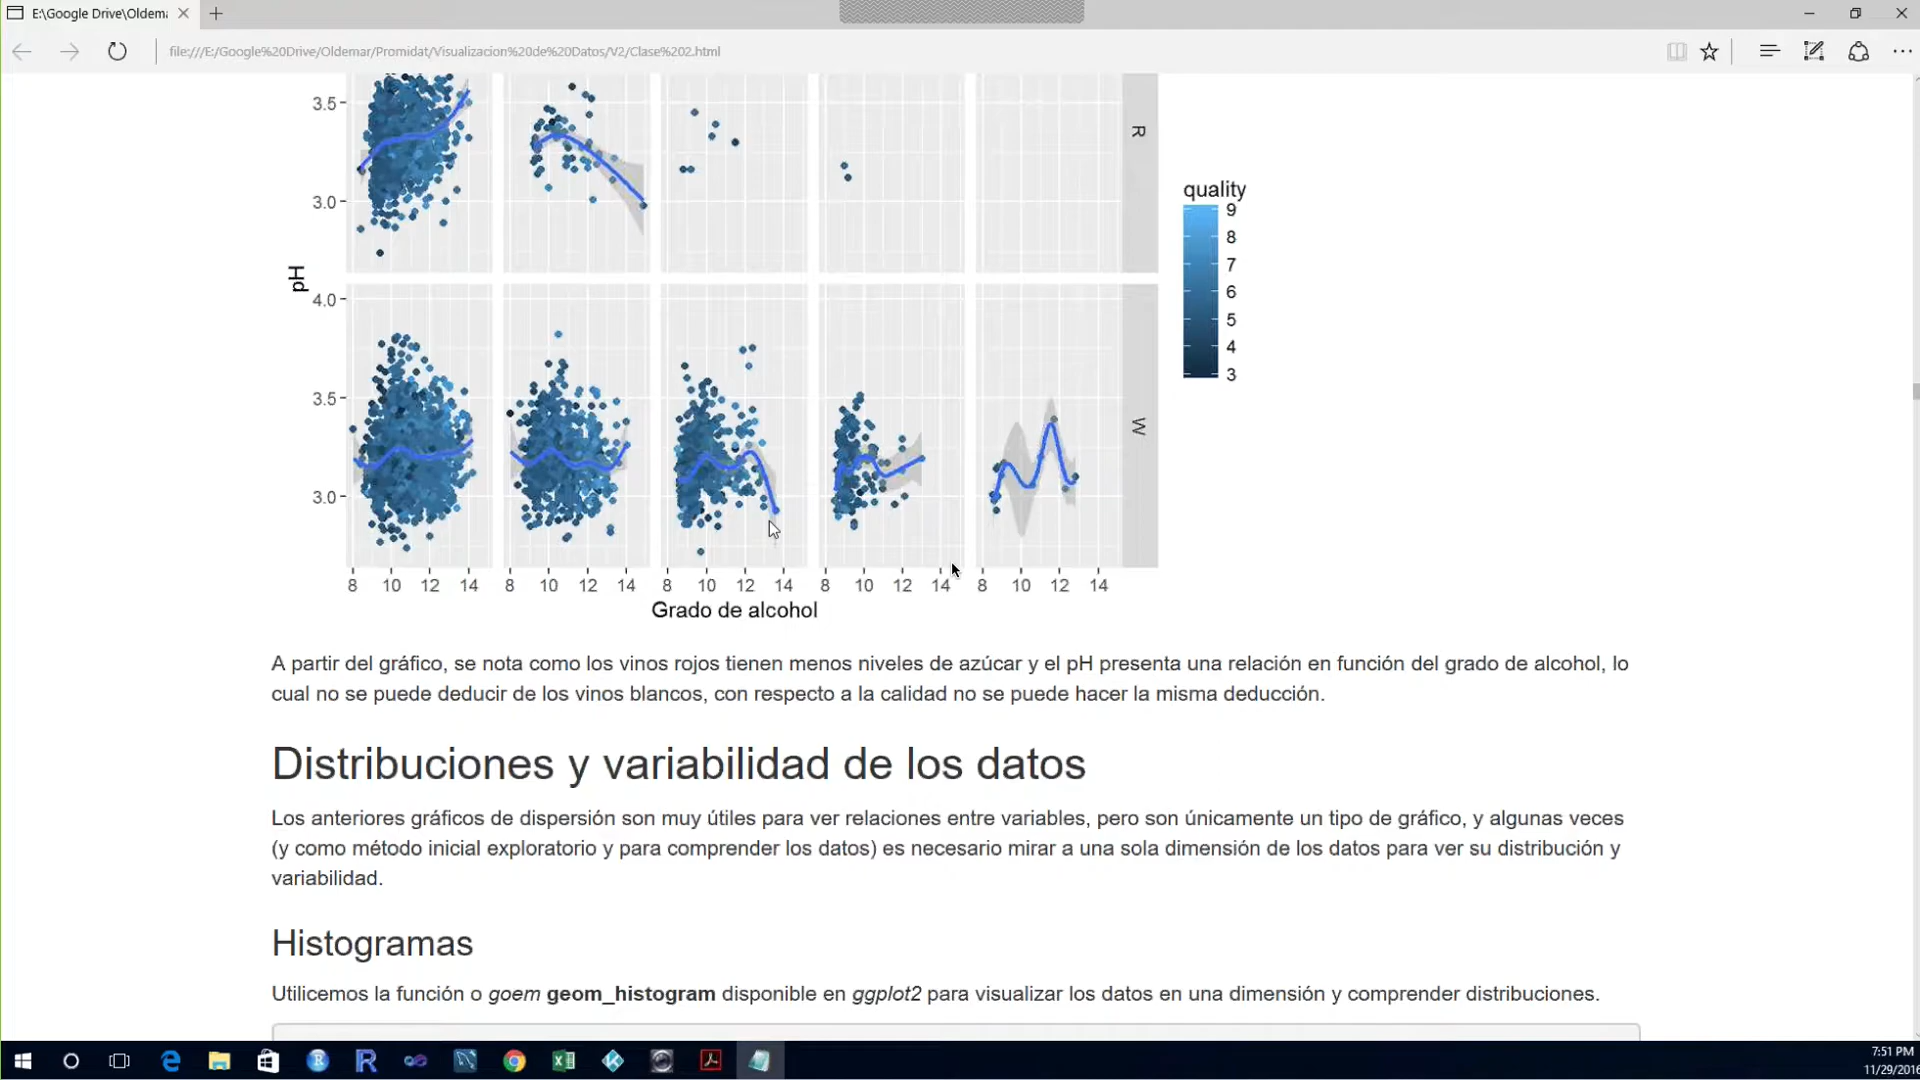 E:\Google Drive\Oldema
file:///E:/Google%20Drive/Oldemar/Promidat/Visualizacion%20de%20Datos/V2/Clase%202.html
3.5
3.0
R
pH
4.0
3.5
3.0
W
quality
9
8
7
6
5
4
3
8 10 12 14 8 10 12 14 8 10 12 14 8 10 12 14 8 10 12 14
Grado de alcohol
A partir del gráfico, se nota como los vinos rojos tienen menos niveles de azúcar y el pH presenta una relación en función del grado de alcohol, lo
cual no se puede deducir de los vinos blancos, con respecto a la calidad no se puede hacer la misma deducción.
Distribuciones y variabilidad de los datos
Los anteriores gráficos de dispersión son muy útiles para ver relaciones entre variables, pero son únicamente un tipo de gráfico, y algunas veces
(y como método inicial exploratorio y para comprender los datos) es necesario mirar a una sola dimensión de los datos para ver su distribución y
variabilidad.
Histogramas
Utilicemos la función o goem geom_histogram disponible en ggplot2 para visualizar los datos en una dimensión y comprender distribuciones.
7:51 PM
11/29/2016